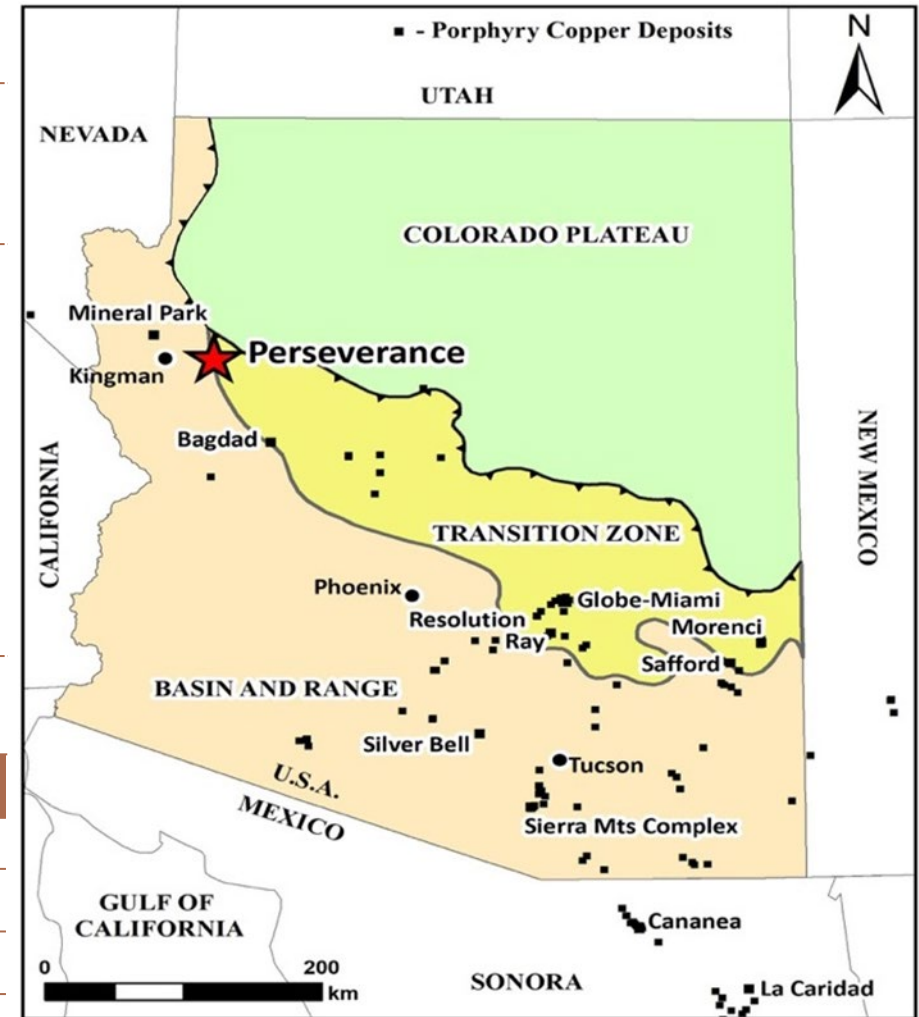 - Porphyry Copper Deposits
N
UTAH
NEVADA
COLORADO PLATEAU
Mineral Park
Perseverance
Kingman
Bagdad
CALIFORNIA
NEW MEXICO
TRANSITION ZONE
Phoenix
Globe-Miami
Resolution
Morenci
Ray
Safford
BASIN AND RANGE
Silver Bell
Tucson
U.S.A.
MEXICO
Sierra Mts Complex
GULF OF
CALIFORNIA
Cananea
0
200
km
SONORA
La Caridad